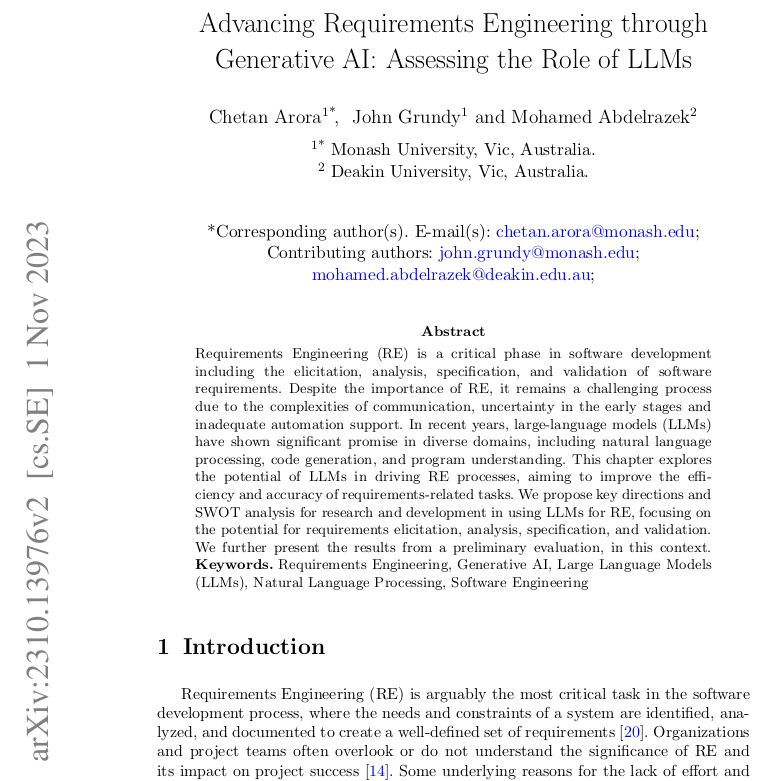 Advancing Requirements Engineering through
Generative AI: Assessing the Role of LLMs
Chetan Arora1*, John Grundy1 and Mohamed Abdelrazek2
1* Monash University, Vic, Australia.
2 Deakin University, Vic, Australia.
*Corresponding author(s). E-mail(s): chetan.arora@monash.edu;
Contributing authors: john.grundy@monash.edu;
mohamed.abdelrazek@deakin.edu.au;
Abstract
Requirements Engineering (RE) is a critical phase in software development
including the elicitation, analysis, specification, and validation of software
requirements. Despite the importance of RE, it remains a challenging process
due to the complexities of communication, uncertainty in the early stages and
inadequate automation support. In recent years, large-language models (LLMs)
have shown significant promise in diverse domains, including natural language
processing, code generation, and program understanding. This chapter explores
the potential of LLMs in driving RE processes, aiming to improve the effi-
ciency and accuracy of requirements-related tasks. We propose key directions and
SWOT analysis for research and development in using LLMs for RE, focusing on
the potential for requirements elicitation, analysis, specification, and validation.
We further present the results from a preliminary evaluation, in this context.
Keywords. Requirements Engineering, Generative AI, Large Language Models
(LLMs), Natural Language Processing, Software Engineering
1 Introduction
Requirements Engineering (RE) is arguably the most critical task in the software
development process, where the needs and constraints of a system are identified, ana-
lyzed, and documented to create a well-defined set of requirements [20]. Organizations
and project teams often overlook or do not understand the significance of RE and
its impact on project success [14]. Some underlying reasons for the lack of effort and
arXiv:2310.13976v2 [cs.SE] 1 Nov 2023